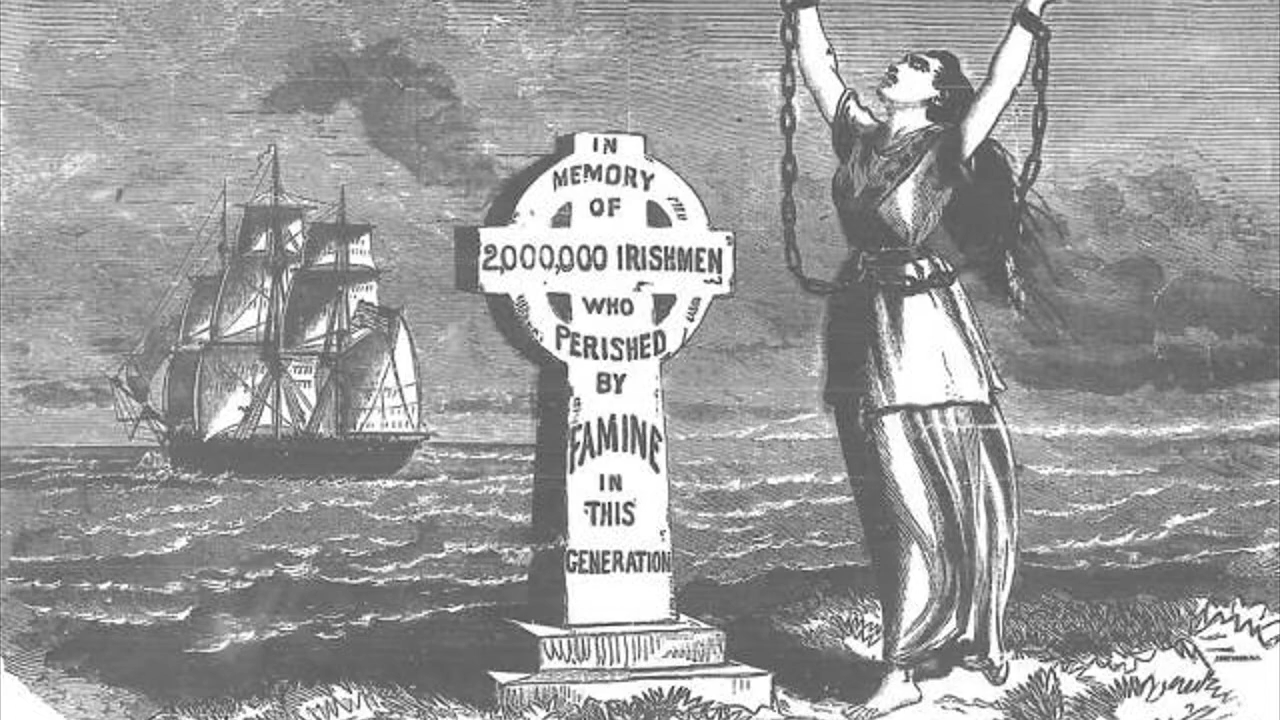 IN
MEMORY
OF
2,000,000 IRISHMEN
WHO
PERISHED
BY
FAMINE
IN
THIS
GENERATION